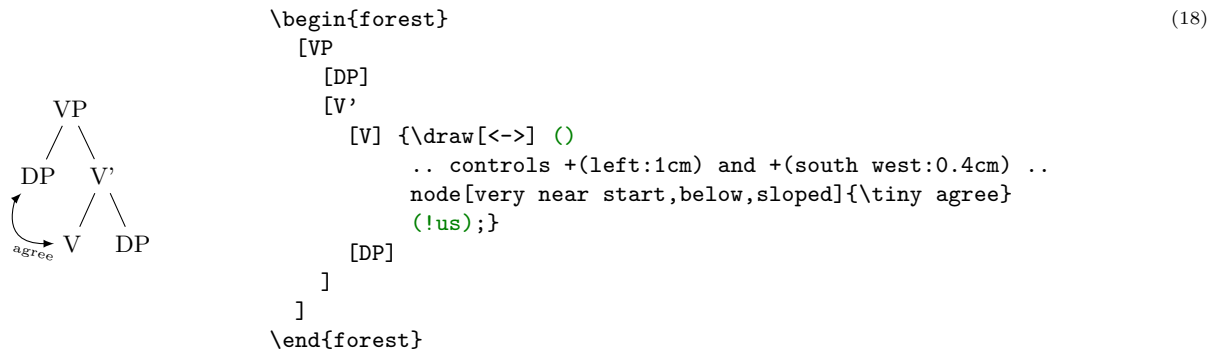 VP
DP V'
V DP
agree
\begin{forest} (18)
[VP
[DP]
[V’
[V] {\draw[<->] ()
.. controls +(left:1cm) and +(south west:0.4cm) ..
node[very near start,below,sloped]{\tiny agree}
(!us);}
[DP]
]
]
\end{forest}